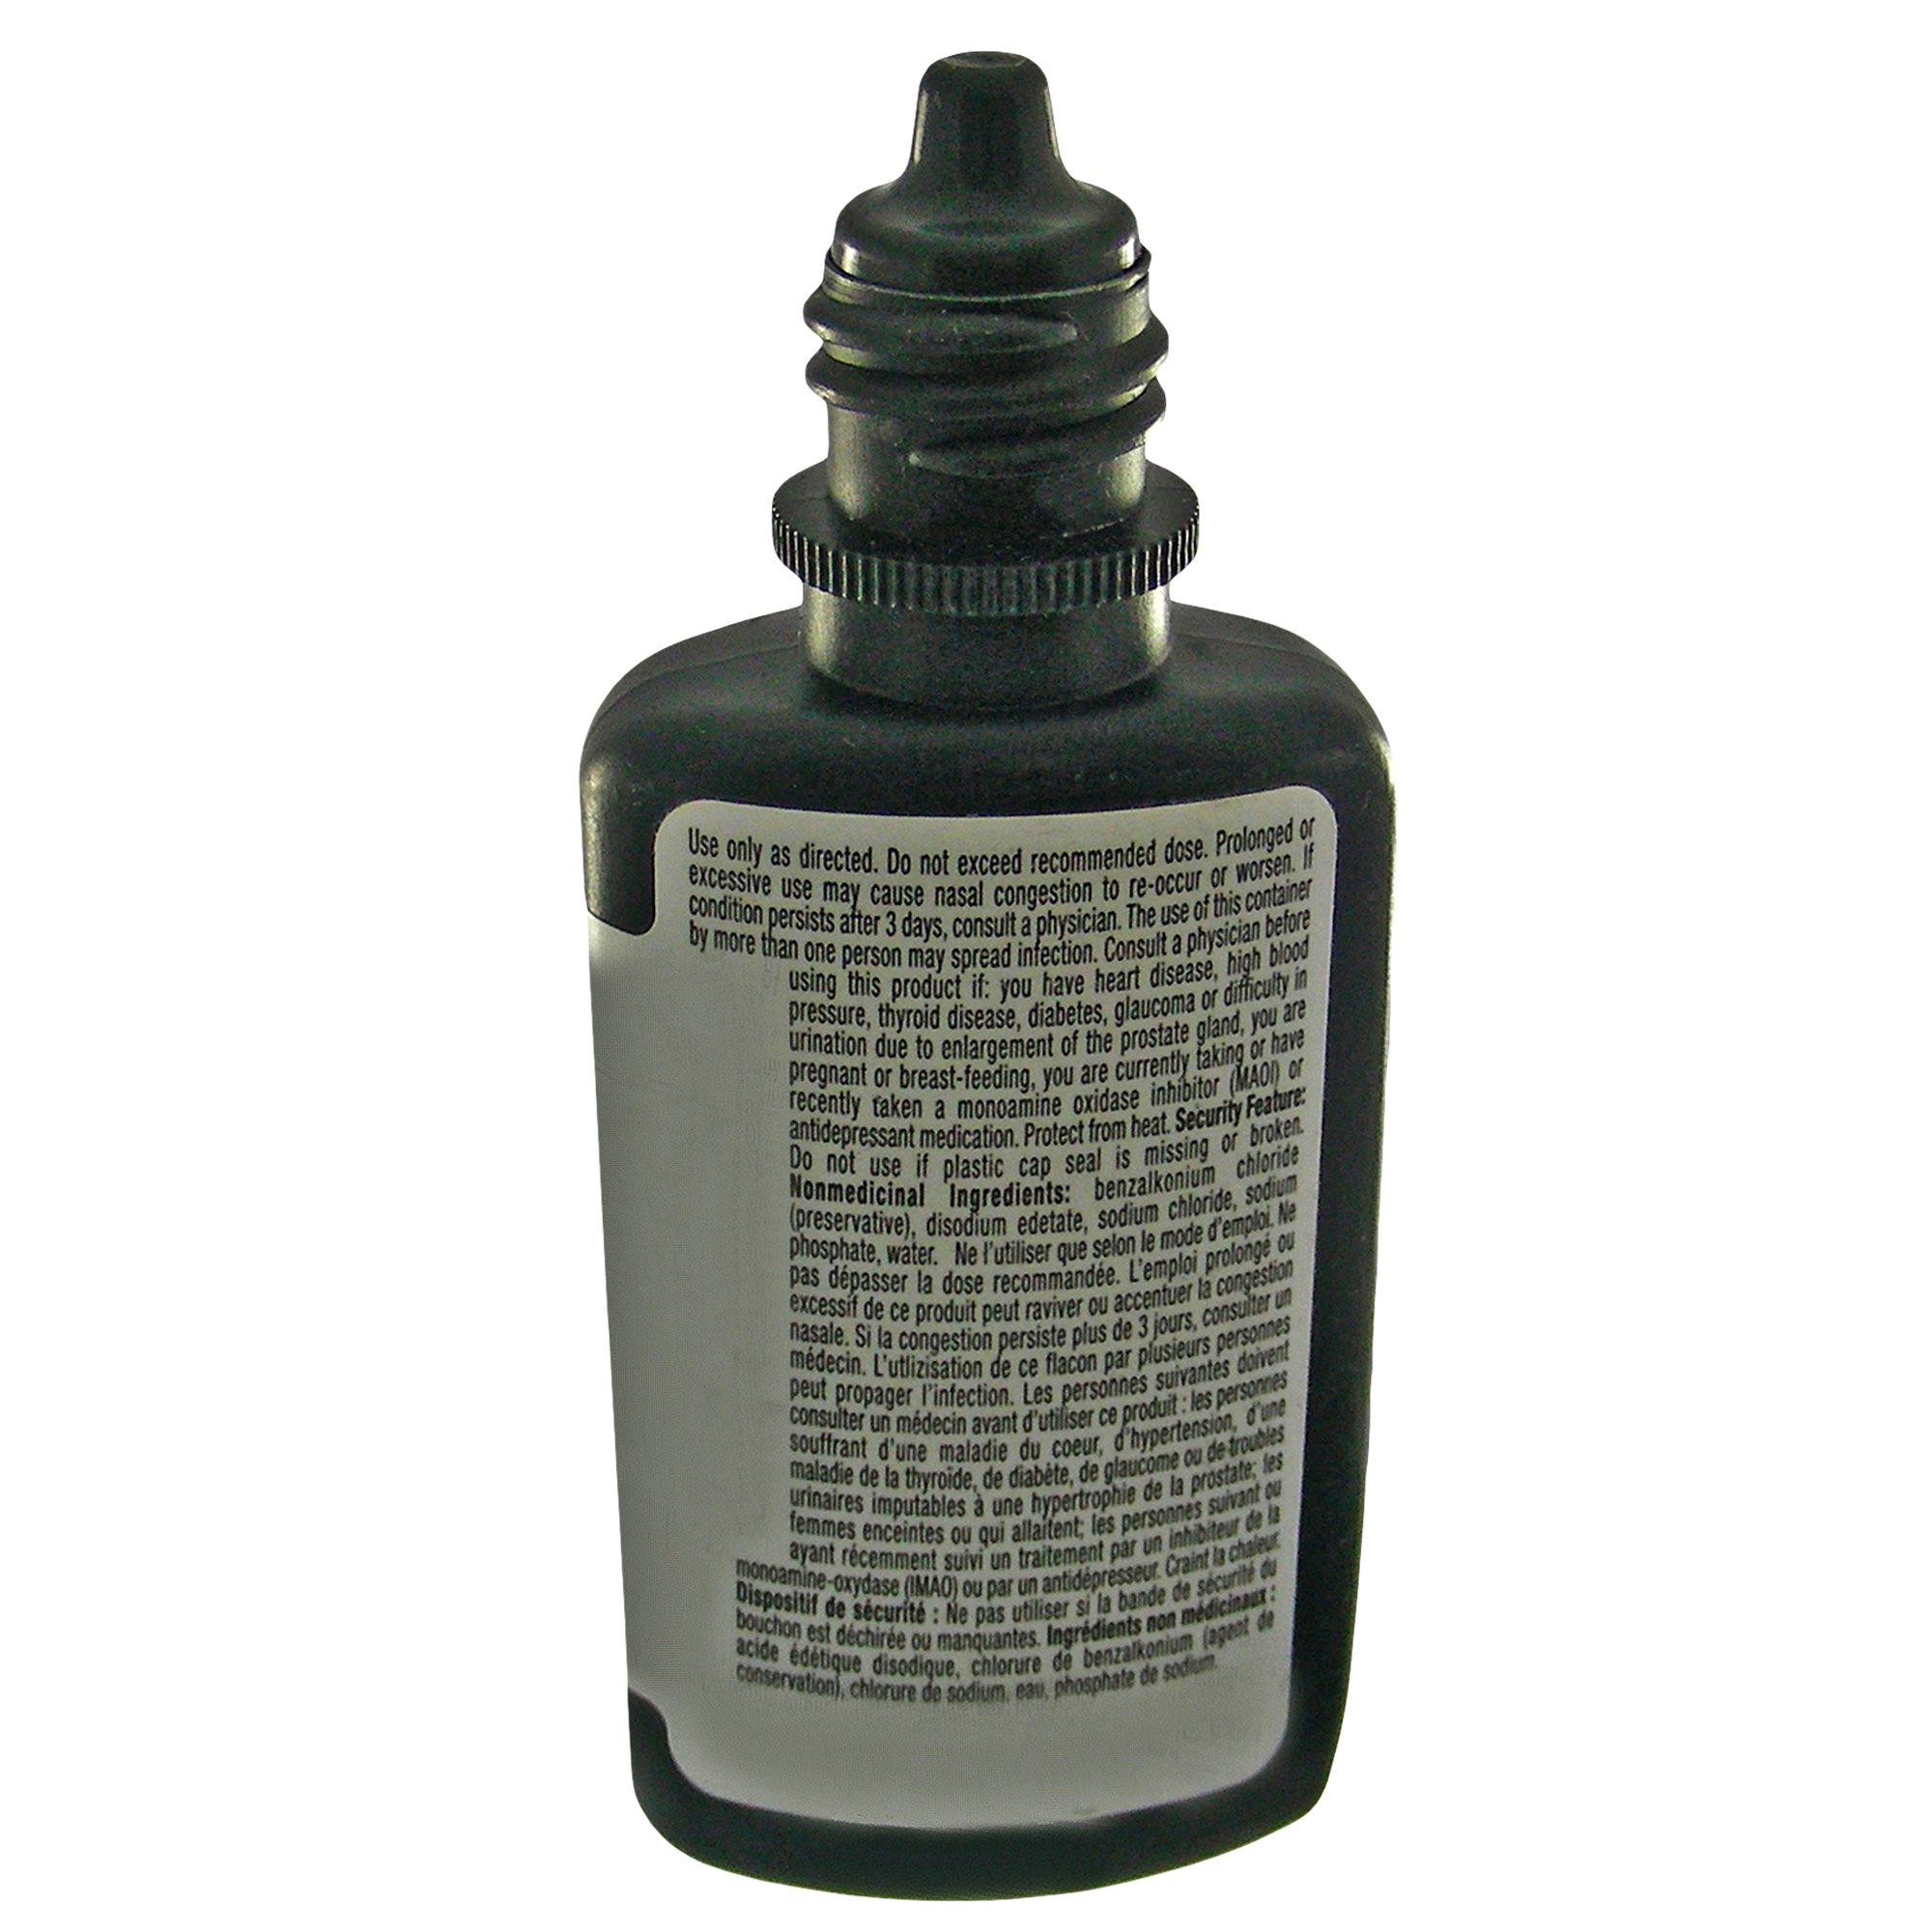 Use only as directed. Do not exceed recommended dose. Prolonged or
excessive use may cause nasal congestion to re-occur or worsen. If
condition persists after 3 days, consult a physician. The use of this container
by more than one person may spread infection. Consult a physician before
using this product if: you have heart disease, high blood
pressure, thyroid disease, diabetes, glaucoma or difficulty in
urination due to enlargement of the prostate gland, you are
pregnant or breast-feeding, you are currently taking or have
recently taken a monoamine oxidase inhibitor (MAOI) or
antidepressant medication. Protect from heat. Security Feature:
Do not use if plastic cap seal is missing or broken.
Nonmedicinal Ingredients: benzalkonium chloride
(preservative), disodium edetate, sodium chloride, sodium
phosphate, water. Ne l'utiliser que selon le mode d'emploi. Ne
pas dépasser la dose recommandée. L'emploi prolongé ou
excessif de ce produit peut raviver ou accentuer la congestion
nasale. Si la congestion persiste plus de 3 jours, consulter un
médecin. L'utlizisation de ce flacon par plusieurs personnes
peut propager l'infection. Les personnes suivantes doivent
consulter un médecin avant d'utiliser ce produit : les personnes
souffrant d'une maladie du coeur, d'hypertension, d'une
maladie de la thyroïde, de diabète, de glaucome ou de troubles
urinaires imputables à une hypertrophie de la prostate; les
femmes enceintes ou qui allaitent; les personnes suivant ou
ayant récemment suivi un traitement par un inhibiteur de la
monoamine-oxydase (IMAO) ou par un antidépresseur. Craint la chaleur.
Dispositif de sécurité : Ne pas utiliser si la bande de sécurité du
bouchon est déchirée ou manquantes. Ingrédients non médicinaux :
acide édétique disodique, chlorure de benzalkonium (agent de
conservation), chlorure de sodium, eau, phosphate de sodium.